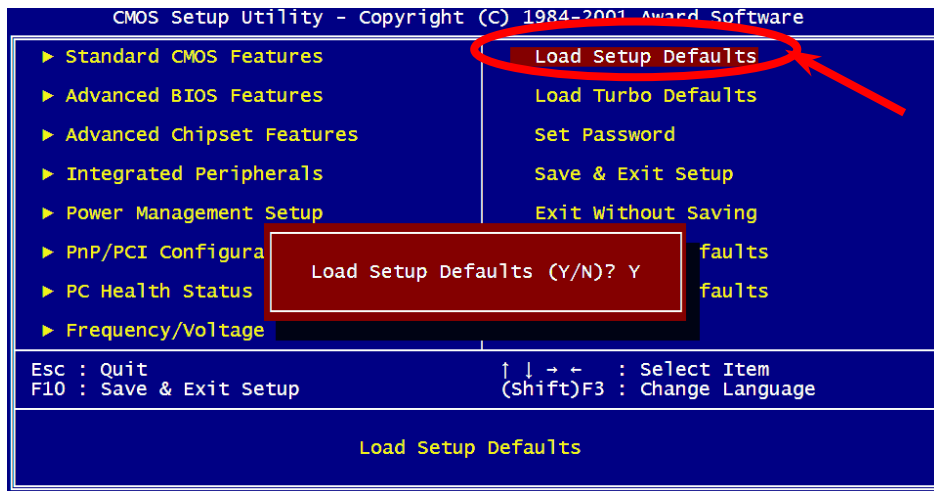 CMOS Setup Utility - Copyright (C) 1984-2001 Award Software
► Standard CMOS Features
► Advanced BIOS Features
► Advanced Chipset Features
► Integrated Peripherals
► Power Management Setup
► PnP/PCI Configura
► PC Health Status
► Frequency/Voltage
Load Setup Defaults
Load Turbo Defaults
Set Password
Save & Exit Setup
Exit Without Saving
faults
faults
Load Setup Defaults (Y/N)? Y
Esc : Quit
F10 : Save & Exit Setup
↑ ↓ → ← : Select Item
(Shift)F3 : Change Language
Load Setup Defaults